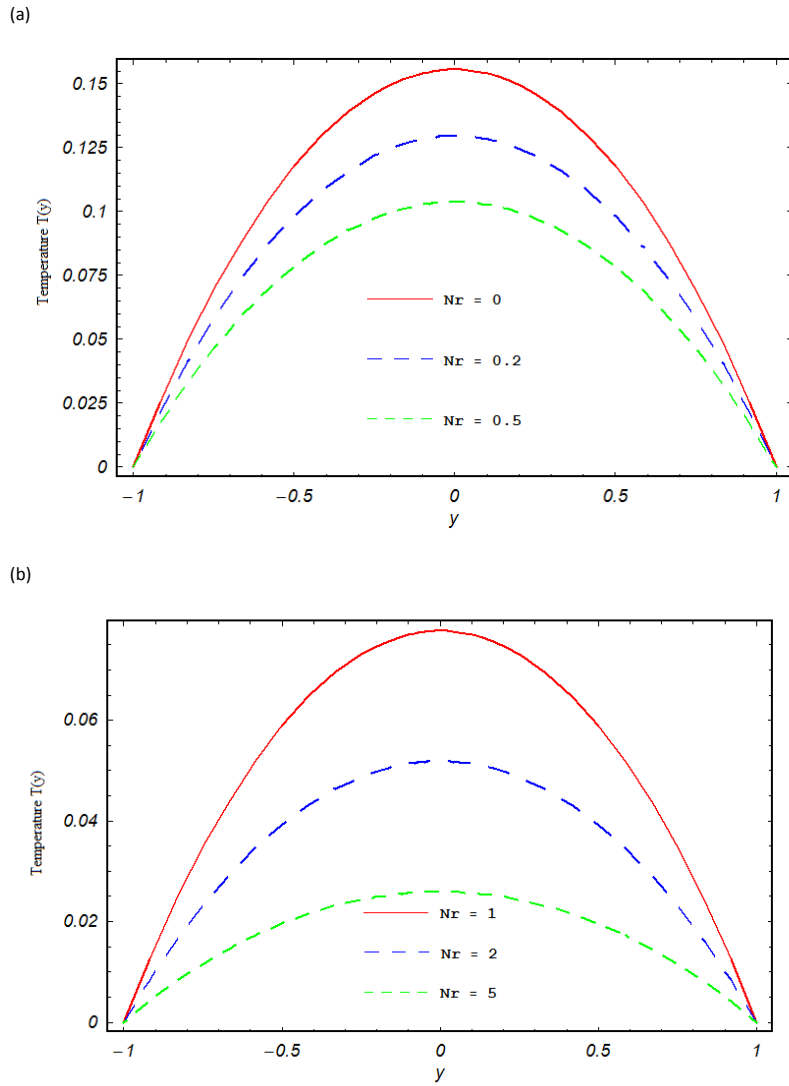 (a)
0.15
0.125
0.1
0.075
0.05
0.025
0
Temperature T(y)
Nr = 0
Nr = 0.2
Nr = 0.5
−1 −0.5 0 0.5 1
y
(b)
0.06
0.04
0.02
0
Temperature T(y)
Nr = 1
Nr = 2
Nr = 5
−1 −0.5 0 0.5 1
y